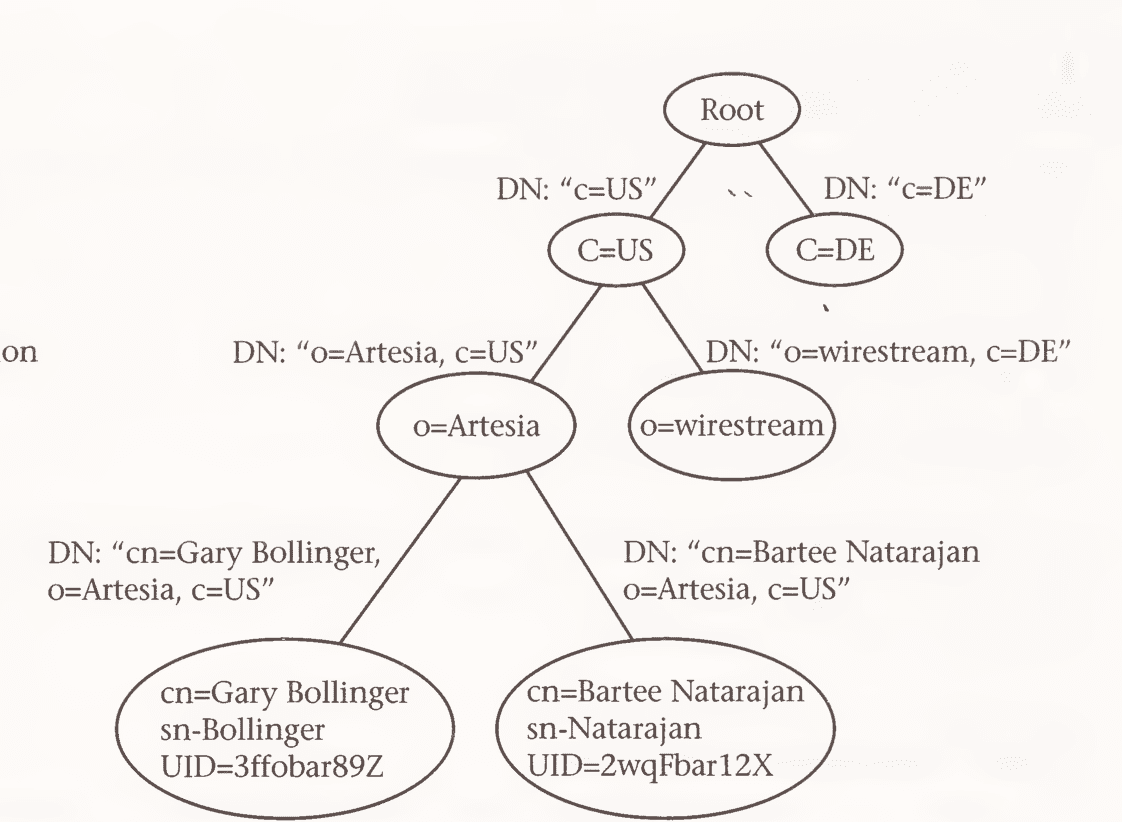 Root
DN: “c=US”
DN: “c=DE”
C=US
C=DE
on
DN: “o=Artesia, c=US”
DN: “o=wirestream, c=DE”
o=Artesia
o=wirestream
DN: “cn=Gary Bollinger,
o=Artesia, c=US”
DN: “cn=Bartee Natarajan
o=Artesia, c=US”
cn=Gary Bollinger
sn-Bollinger
UID=3ffobar89Z
cn=Bartee Natarajan
sn-Natarajan
UID=2wqFbar12X